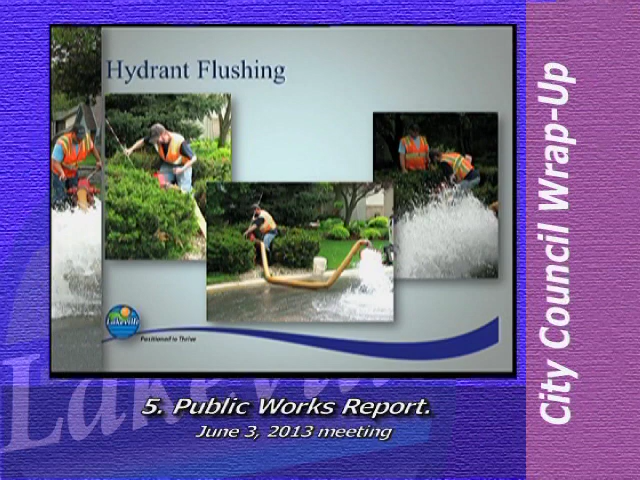 Hydrant Flushing
Lakeville
Positioned to Thrive
Lakeville
5. Public Works Report.
June 3, 2013 meeting
City Council Wrap-Up